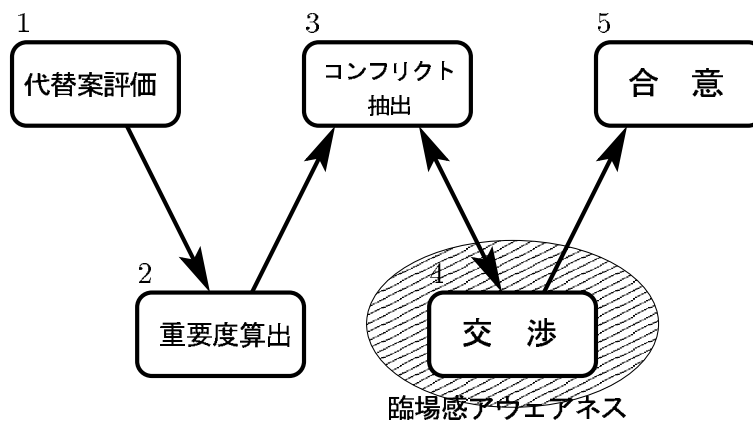 1
代替案評価
2
重要度算出
3
コンフリクト
抽出
4
交 渉
臨場感アウェアネス
5
合 意